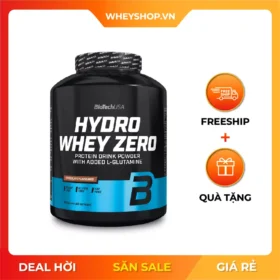 WHEYSHOP.VN
BioTechUSA
HYDRO
WHEY ZERO
PROTEIN DRINK POWDER
WITH ADDED L-GLUTAMINE
B
FREESHIP
+
QUÀ TẶNG
DEAL HỜI
SĂN SALE
GIÁ RẺ